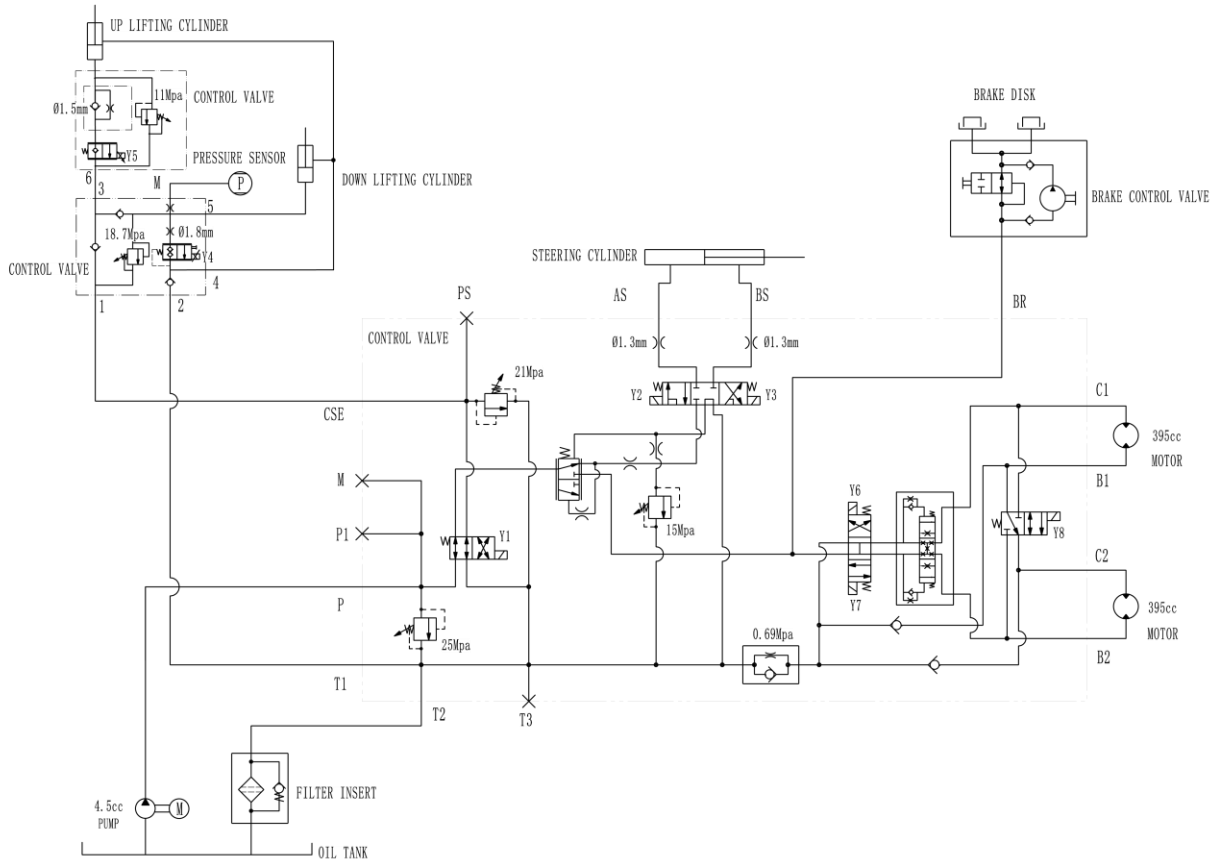 UP LIFTING CYLINDER
11Mpa
CONTROL VALVE
Ø1.5mm
Y5
PRESSURE SENSOR
6
3
M
P
DOWN LIFTING CYLINDER
5
18.7Mpa
Ø1.8mm
Y4
CONTROL VALVE
4
1
2
BRAKE DISK
BRAKE CONTROL VALVE
BR
STEERING CYLINDER
AS
BS
PS
CONTROL VALVE
Ø1.3mm
Ø1.3mm
21Mpa
Y2
Y3
CSE
C1
395cc
MOTOR
B1
M
P1
Y1
15Mpa
Y6
Y7
Y8
C2
395cc
MOTOR
B2
P
25Mpa
0.69Mpa
T1
T2
T3
FILTER INSERT
4.5cc
PUMP
M
OIL TANK